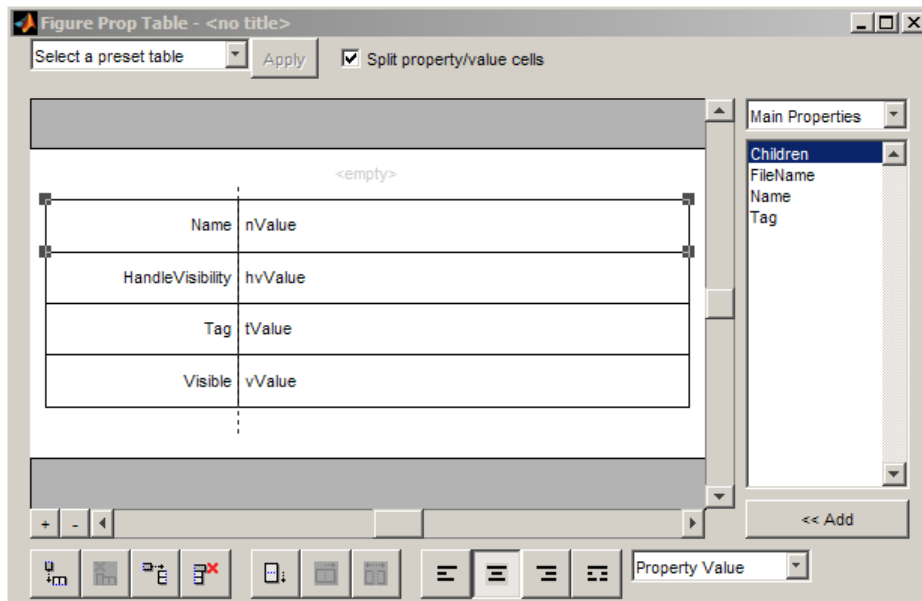 Figure Prop Table - <no title>
Select a preset table Apply Split property/value cells
Main Properties
<empty>
Children
FileName
Name
Tag
Name nValue
HandleVisibility hvValue
Tag tValue
Visible vValue
+ - << Add
Property Value